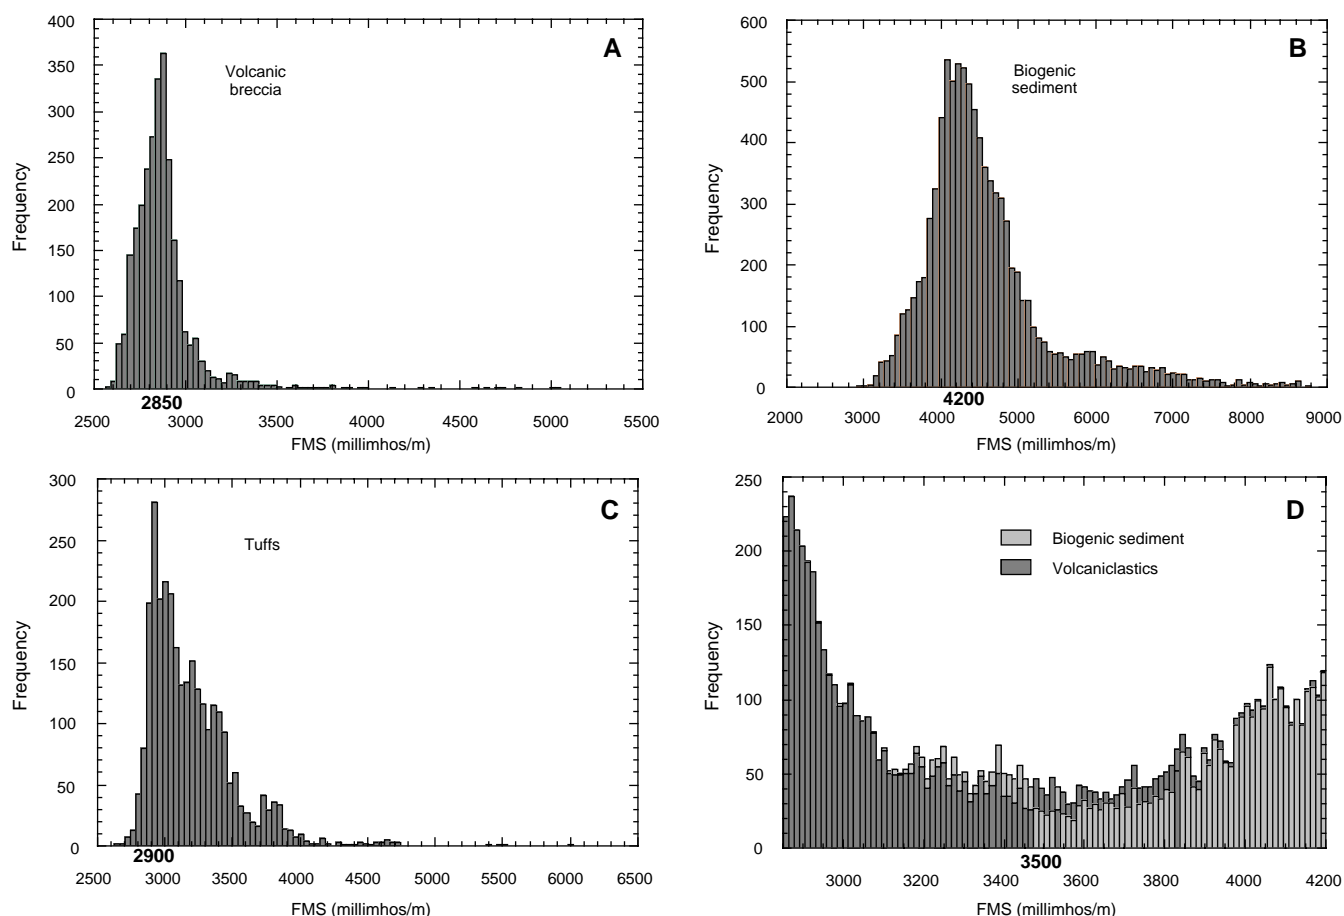 400
350
300
250
200
150
100
50
0
Frequency
A
Volcanic
breccia
2850
2500 3000 3500 4000 4500 5000 5500
FMS (millimhos/m)
600
500
400
300
200
100
0
Frequency
B
Biogenic
sediment
4200
2000 3000 4000 5000 6000 7000 8000 9000
FMS (millimhos/m)
300
250
200
150
100
50
0
Frequency
C
Tuffs
2900
2500 3000 3500 4000 4500 5000 5500 6000 6500
FMS (millimhos/m)
250
200
150
100
50
0
Frequency
D
Biogenic sediment
Volcaniclastics
3500
3000 3200 3400 3600 3800 4000 4200
FMS (millimhos/m)